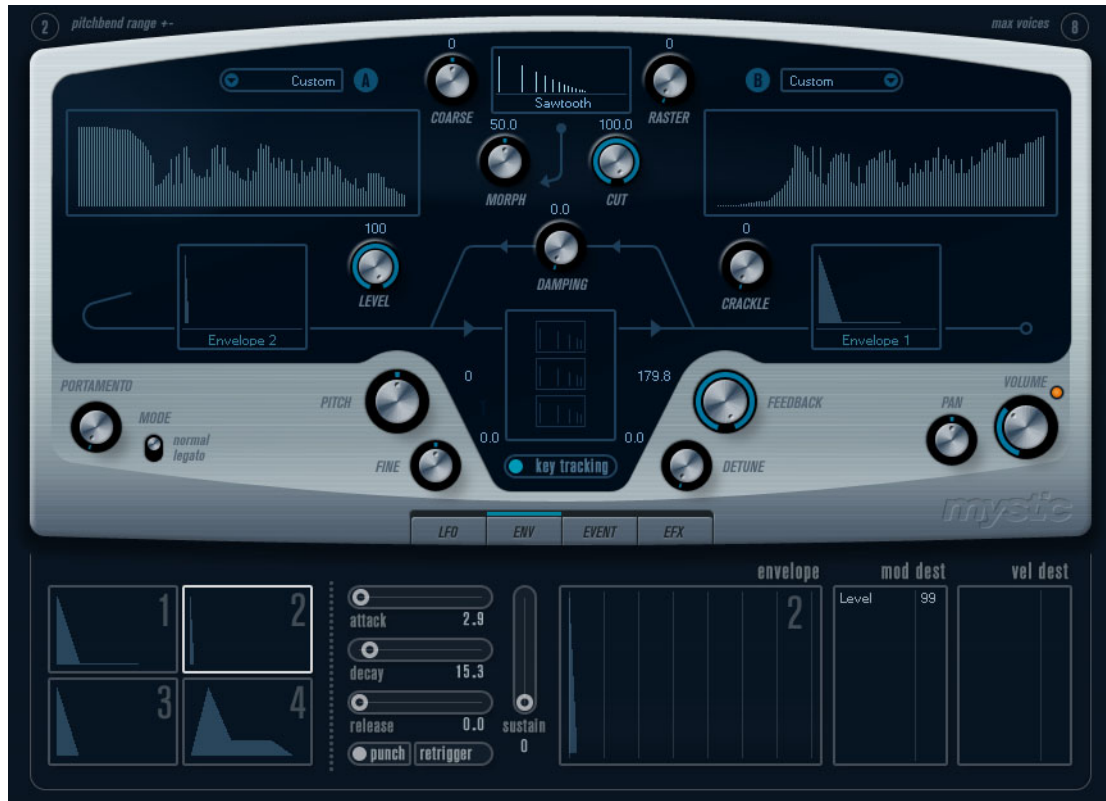 2 pitchbend range +- max voices 8
0 0
Custom A B Custom
COARSE Sawtooth RASTER
50.0 100.0
MORPH CUT
0.0
100 0
DAMPING
LEVEL CRACKLE
Envelope 2 Envelope 1
PORTAMENTO 0 179.8 VOLUME
PITCH FEEDBACK PAN
MODE
normal
legato
0.0 0.0
FINE key tracking DETUNE
mystic
LFO ENV EVENT EFX
envelope mod dest vel dest
1 2
3 4
attack 2.9
decay 15.3
release 0.0
punch retrigger
sustain
0
2
Level 99